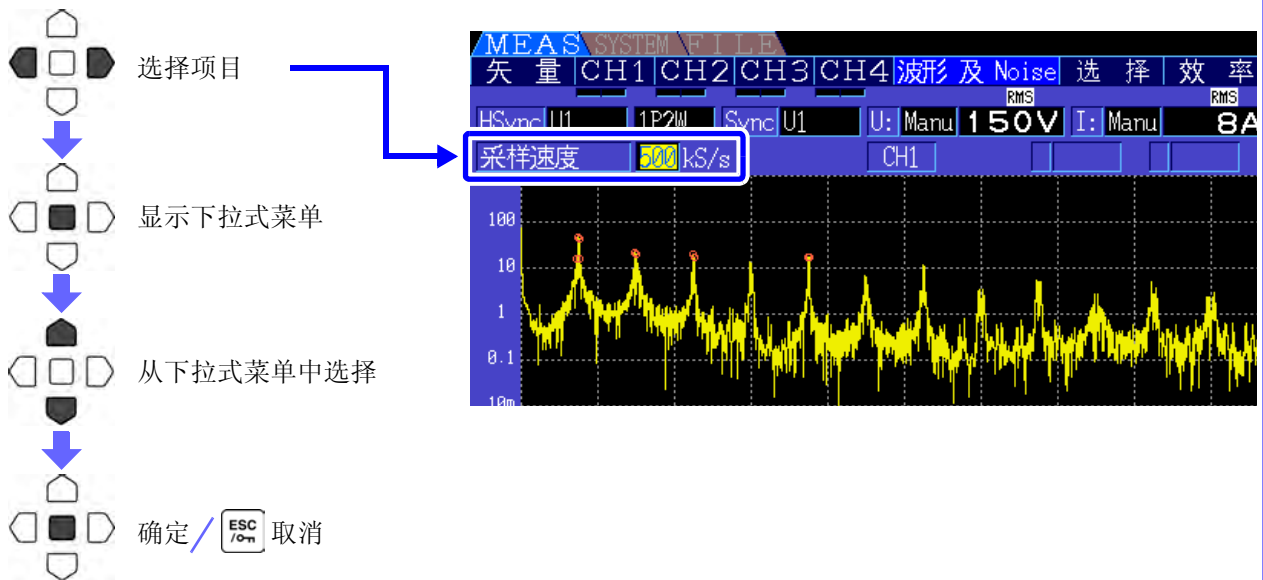 选择项目
显示下拉式菜单
从下拉式菜单中选择
确定 / ESC 取消
MEAS SYSTEM FILE
矢 量 CH1 CH2 CH3 CH4 波形 及 Noise 选 择 效 率
RMS RMS
HSync U1 1P2W Sync U1 U: Manu 150V I: Manu 8A
采样速度 500 kS/s CH1
100
10
1
0.1
10m